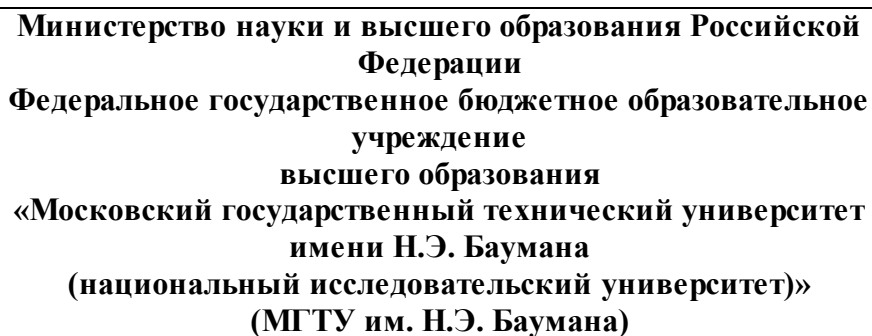 Министерство науки и высшего образования Российской
Федерации
Федеральное государственное бюджетное образовательное
учреждение
высшего образования
«Московский государственный технический университет
имени Н.Э. Баумана
(национальный исследовательский университет)»
(МГТУ им. Н.Э. Баумана)